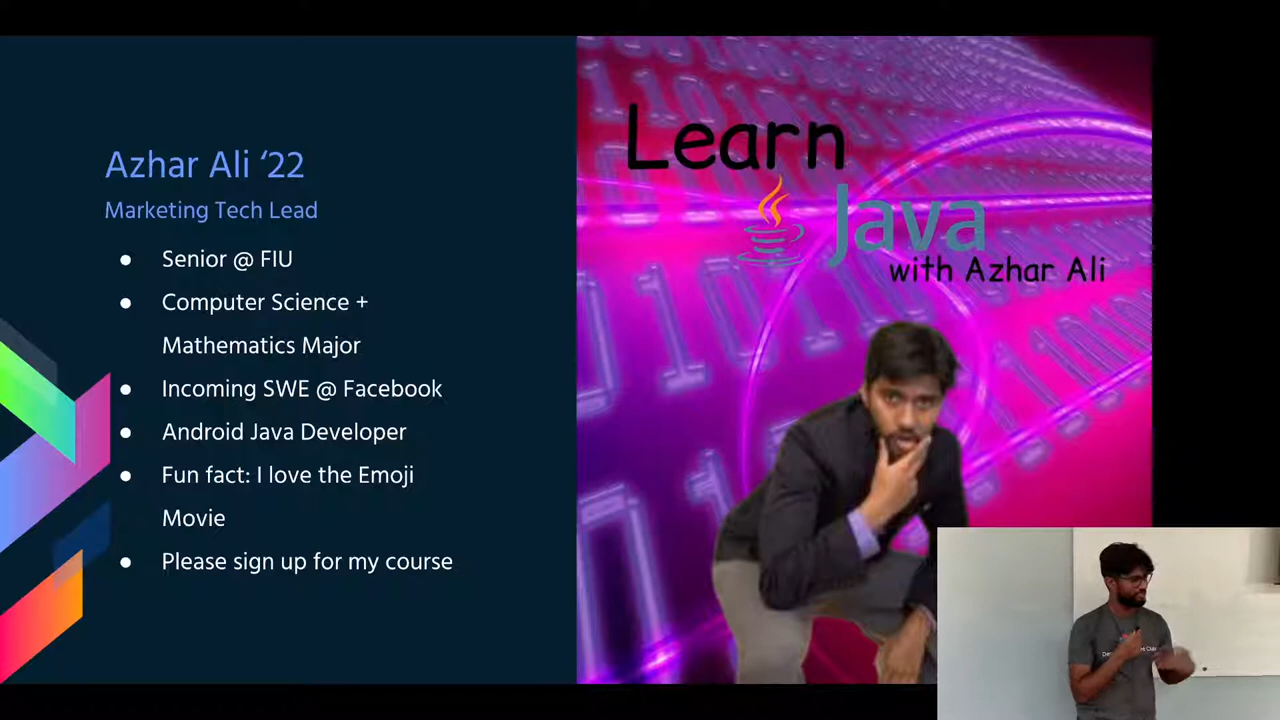 Azhar Ali ‘22
Marketing Tech Lead
● Senior @ FIU
● Computer Science +
Mathematics Major
● Incoming SWE @ Facebook
● Android Java Developer
● Fun fact: I love the Emoji
Movie
● Please sign up for my course
Learn
Java
with Azhar Ali